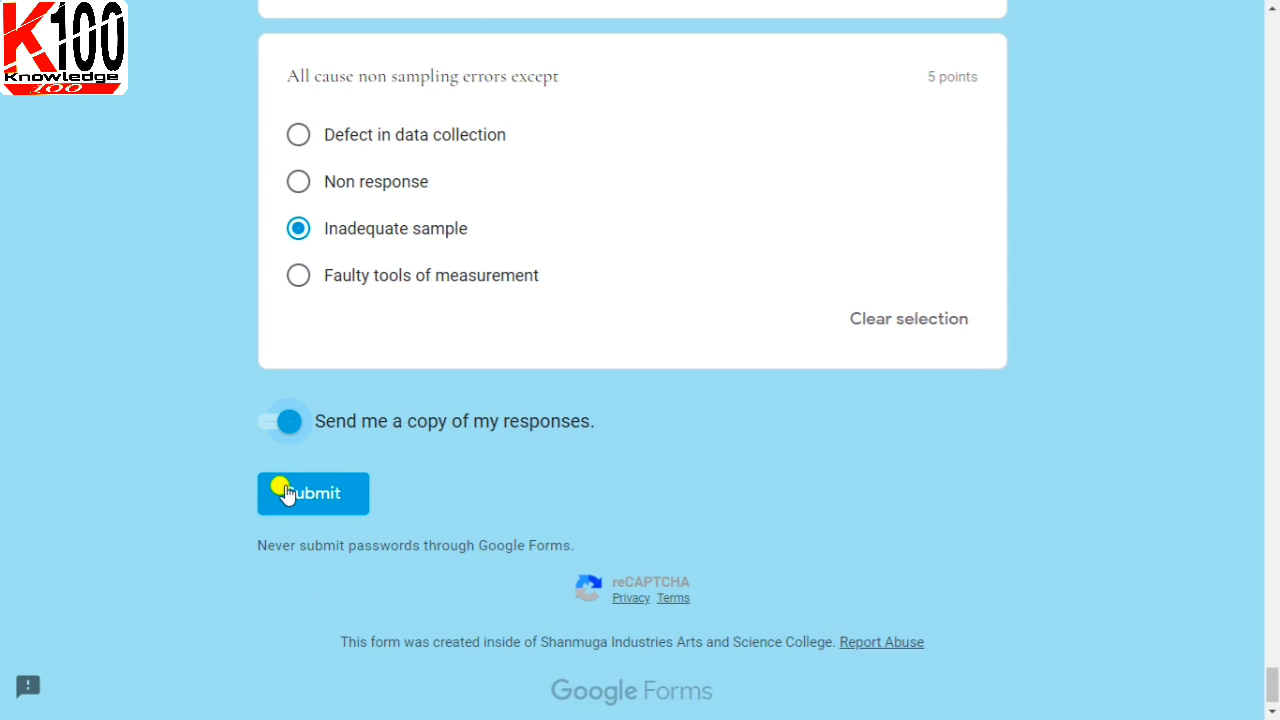 K100
Knowledge
100
All cause non sampling errors except
5 points
Defect in data collection
Non response
Inadequate sample
Faulty tools of measurement
Clear selection
Send me a copy of my responses.
Submit
Never submit passwords through Google Forms.
reCAPTCHA
Privacy Terms
This form was created inside of Shanmuga Industries Arts and Science College. Report Abuse
Google Forms